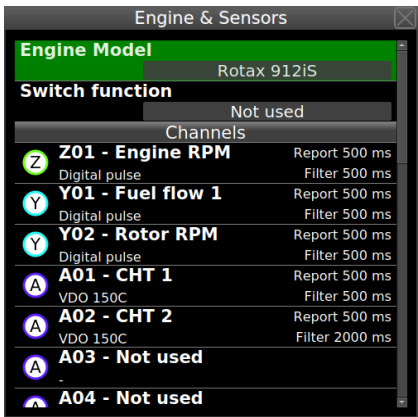 Engine & Sensors
Engine Model
Rotax 912iS
Switch function
Not used
Channels
Z Z01 - Engine RPM Report 500 ms
Digital pulse Filter 500 ms
Y Y01 - Fuel flow 1 Report 500 ms
Digital pulse Filter 500 ms
Y Y02 - Rotor RPM Report 500 ms
Digital pulse Filter 500 ms
A A01 - CHT 1 Report 500 ms
VDO 150C Filter 500 ms
A A02 - CHT 2 Report 500 ms
VDO 150C Filter 2000 ms
A A03 - Not used
-
A A04 - Not used